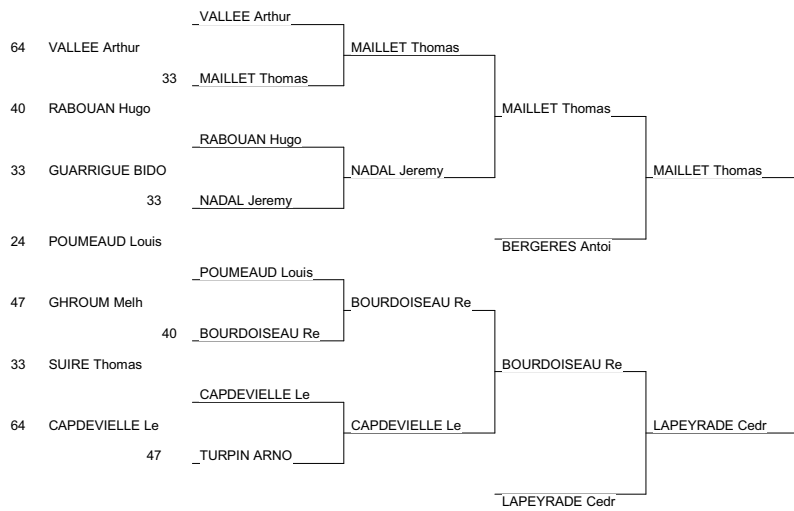 VALLEE Arthur
64 VALLEE Arthur MAILLET Thomas
33 MAILLET Thomas
40 RABOUAN Hugo MAILLET Thomas
RABOUAN Hugo
33 GUARRIGUE BIDO NADAL Jeremy MAILLET Thomas
33 NADAL Jeremy
24 POUMEAUD Louis
BERGERES Antoi
POUMEAUD Louis
47 GHROUM Melh BOURDOISEAU Re
40 BOURDOISEAU Re
33 SUIRE Thomas BOURDOISEAU Re
CAPDEVIELLE Le
64 CAPDEVIELLE Le CAPDEVIELLE Le LAPEYRADE Cedr
47 TURPIN ARNO
LAPEYRADE Cedr